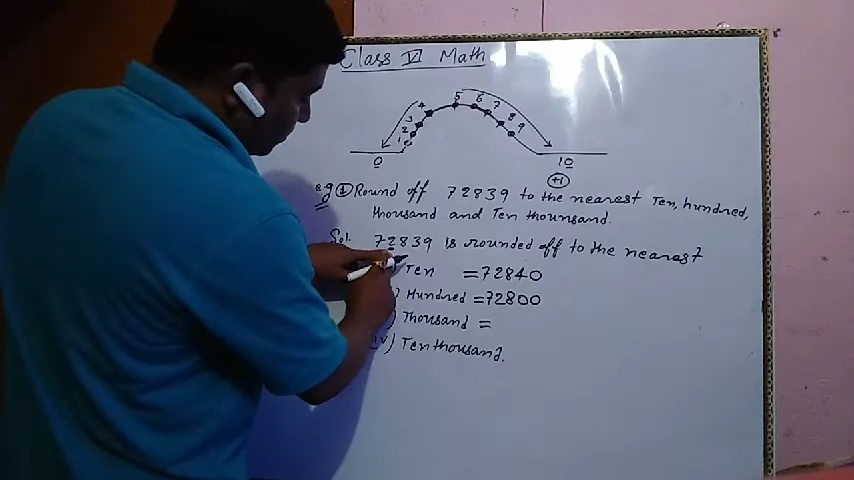 Class VI Math
5
4 6
3 7
2 8
1 9
0 10
+1
e.g ① Round off 72839 to the nearest Ten, hundred,
thousand and Ten thounsand.
Sol. 72839 is rounded off to the nearest
Ten = 72840
) Hundred = 72800
) Thousand =
iv) Ten thousand.